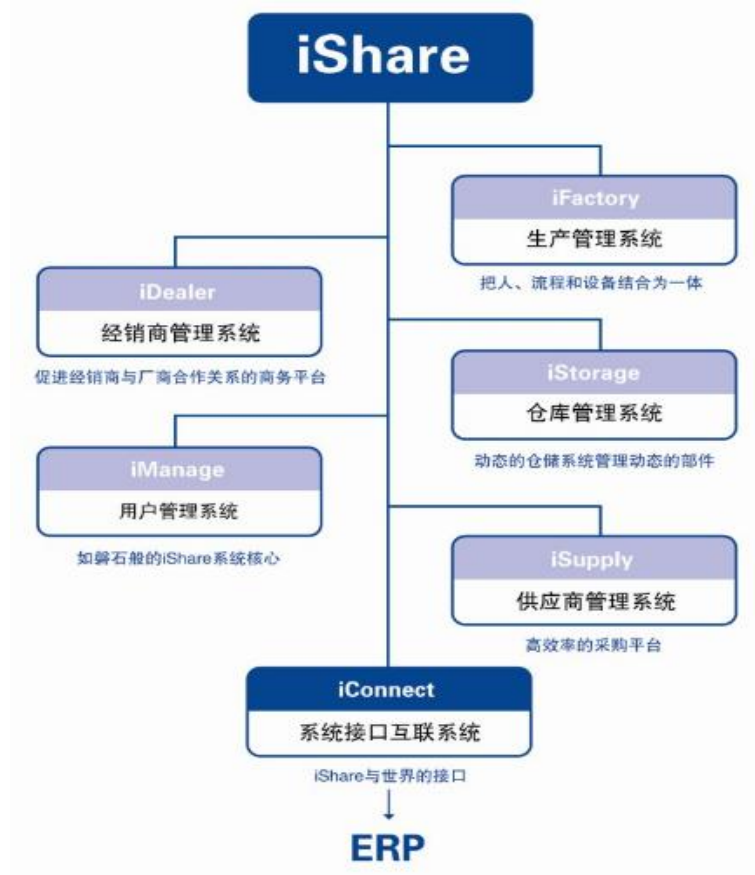 iShare
iFactory
生产管理系统
把人、流程和设备结合为一体
iDealer
经销商管理系统
促进经销商与厂商合作关系的商务平台
iStorage
仓库管理系统
动态的仓储系统管理动态的部件
iManage
用户管理系统
如磐石般的iShare系统核心
iSupply
供应商管理系统
高效率的采购平台
iConnect
系统接口互联系统
iShare与世界的接口
ERP